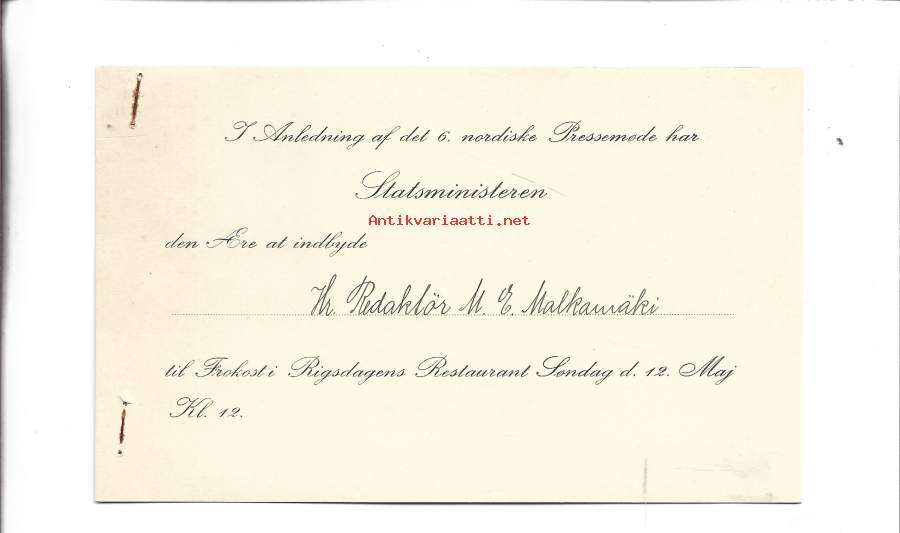 I Anledning af det 6. nordiske Pressemøde har
Statsministeren
Antikvariaatti.net
den Ære at indbyde
Hr. Redaktör M. E. Malkamäki
til Frokost i Rigsdagens Restaurant Søndag d. 12. Maj
Kl. 12.